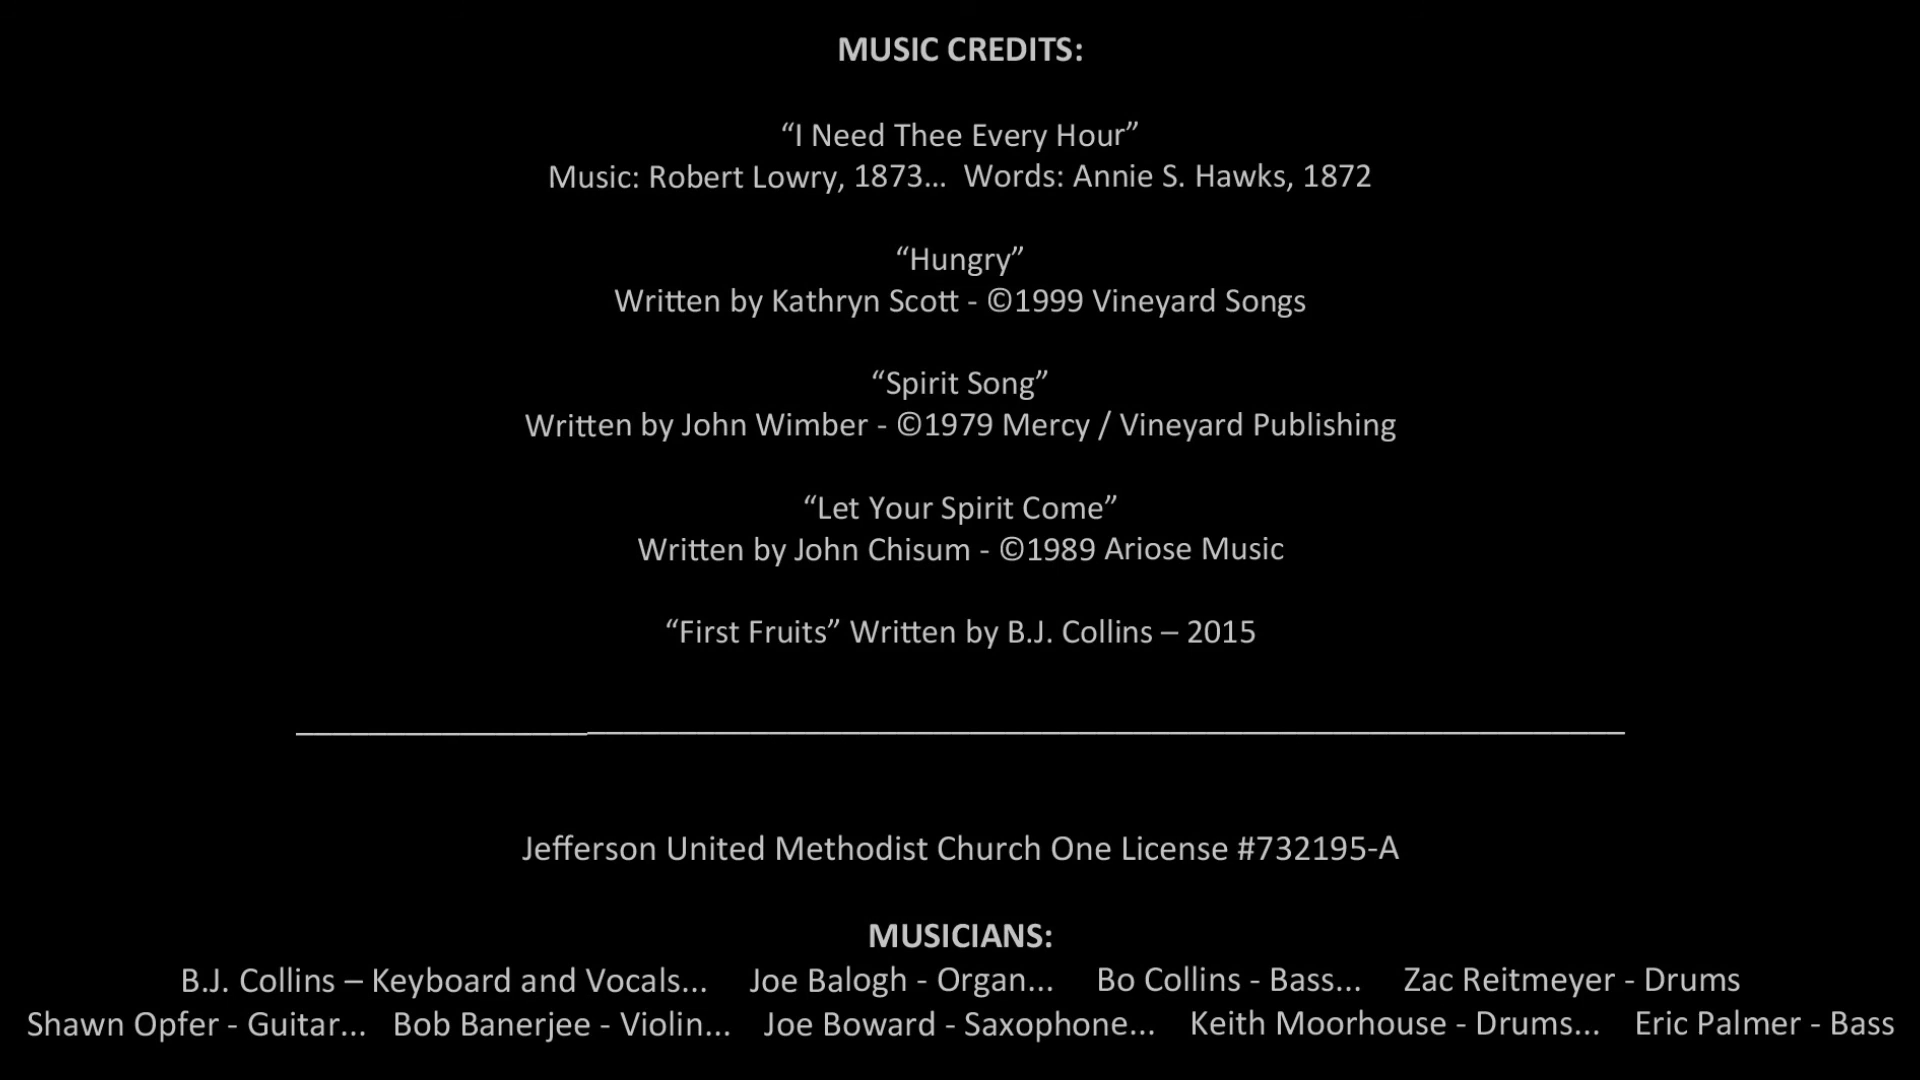 MUSIC CREDITS:
“I Need Thee Every Hour”
Music: Robert Lowry, 1873...  Words: Annie S. Hawks, 1872
“Hungry”
Written by Kathryn Scott - ©1999 Vineyard Songs
“Spirit Song”
Written by John Wimber - ©1979 Mercy / Vineyard Publishing
“Let Your Spirit Come”
Written by John Chisum - ©1989 Ariose Music
“First Fruits” Written by B.J. Collins – 2015
Jefferson United Methodist Church One License #732195-A
MUSICIANS:
B.J. Collins – Keyboard and Vocals...    Joe Balogh - Organ...    Bo Collins - Bass...    Zac Reitmeyer - Drums
Shawn Opfer - Guitar...  Bob Banerjee - Violin...   Joe Boward - Saxophone...   Keith Moorhouse - Drums...   Eric Palmer - Bass